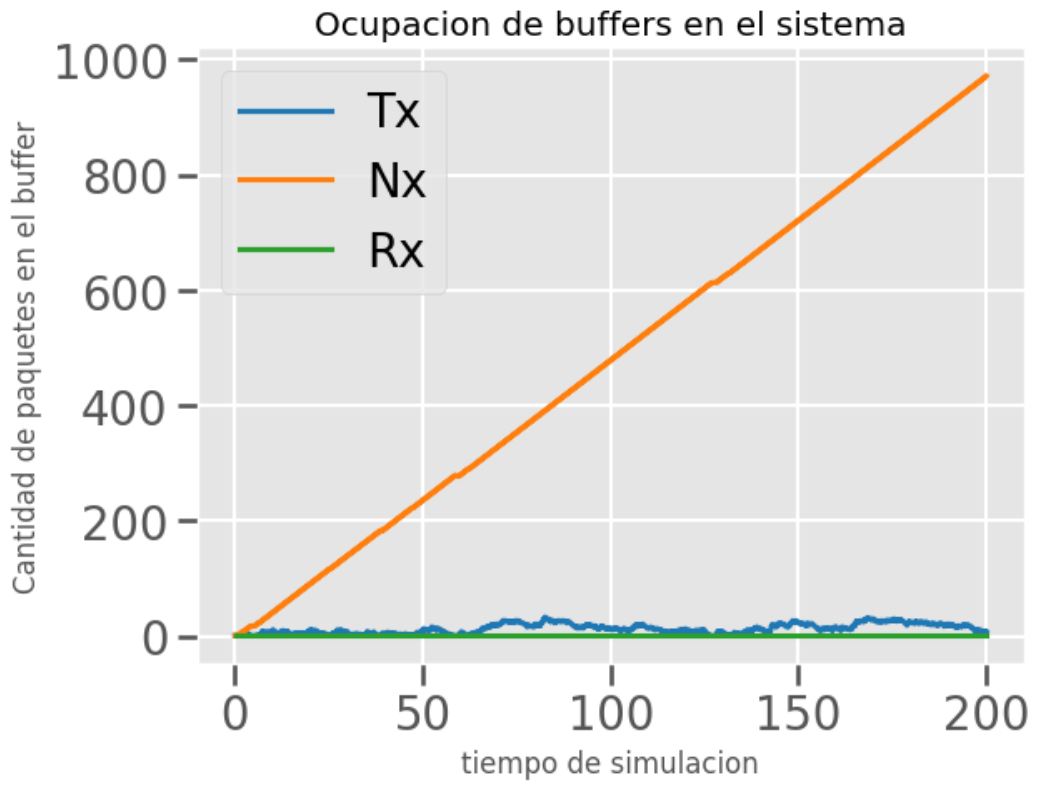 Ocupacion de buffers en el sistema
1000
800
600
400
200
0
Cantidad de paquetes en el buffer
Tx
Nx
Rx
0 50 100 150 200
tiempo de simulacion